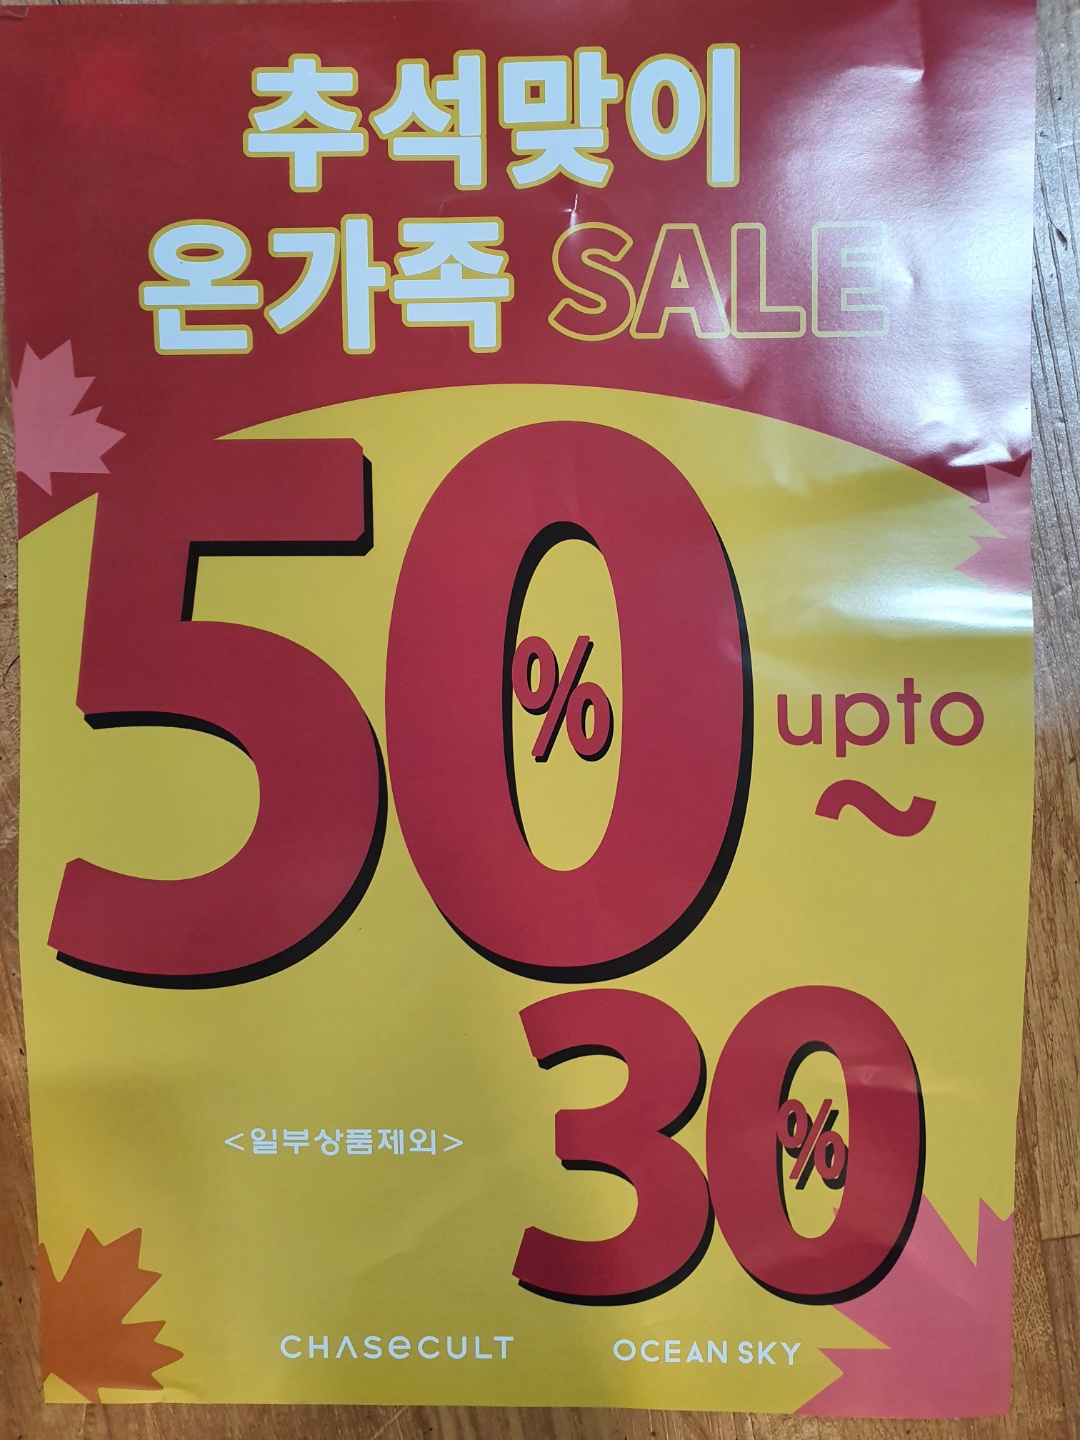 추석맞이
온가족 SALE
50% upto
~
30%
<일부상품제외>
CHASECULT OCEAN SKY